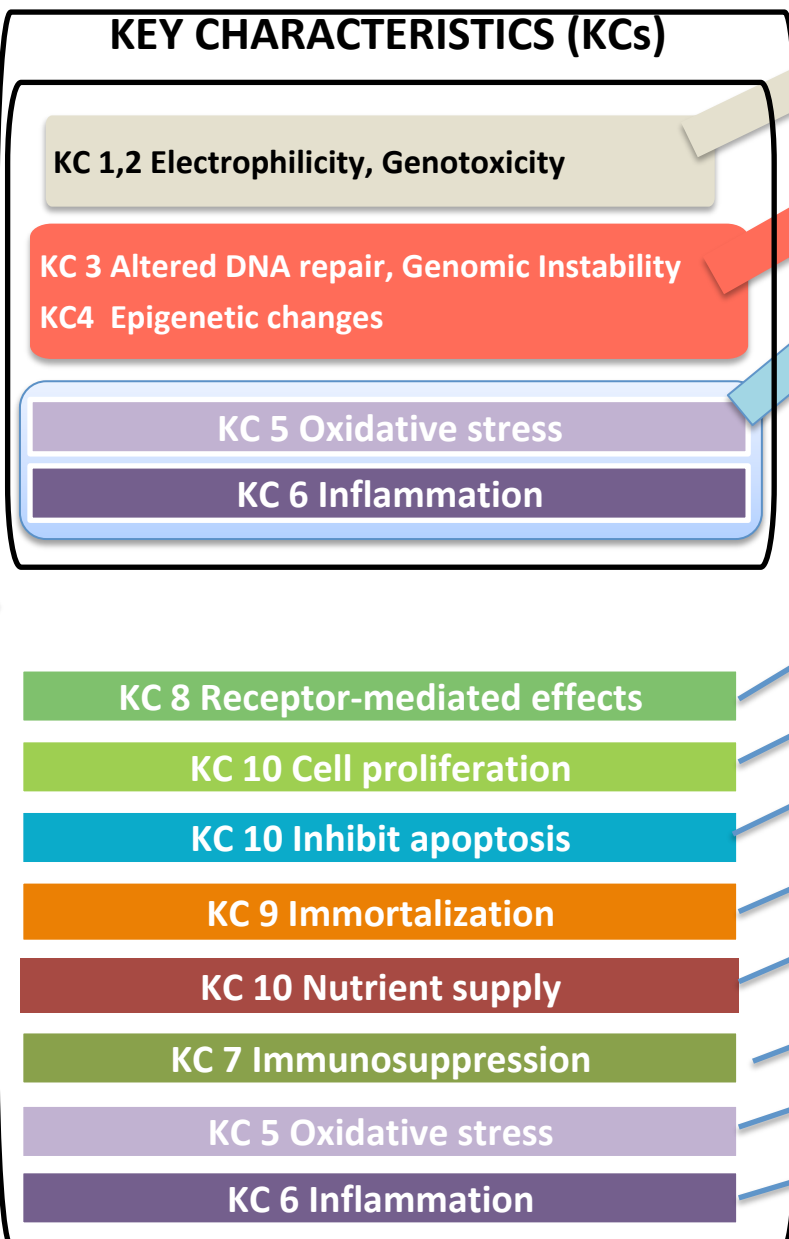 KEY CHARACTERISTICS (KCs)
KC 1,2 Electrophilicity, Genotoxicity
KC 3 Altered DNA repair, Genomic Instability
KC4  Epigenetic changes
KC 5 Oxidative stress
KC 6 Inflammation
KC 8 Receptor-mediated effects
KC 10 Cell proliferation
KC 10 Inhibit apoptosis
KC 9 Immortalization
KC 10 Nutrient supply
KC 7 Immunosuppression
KC 5 Oxidative stress
KC 6 Inflammation